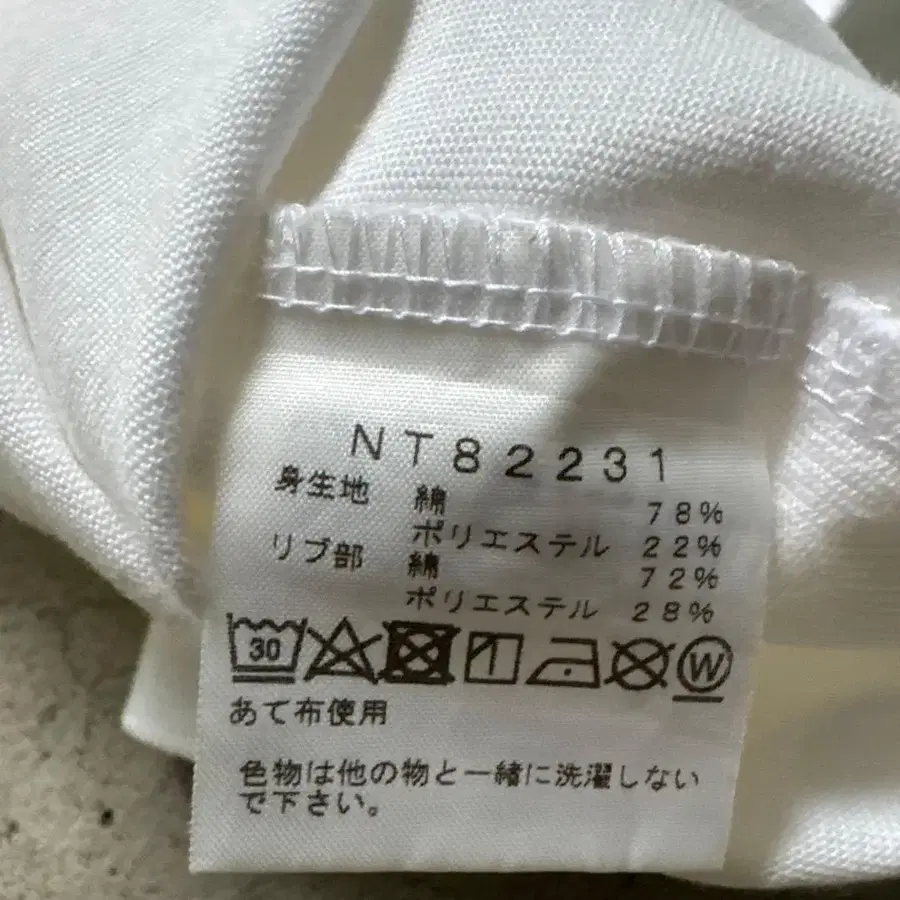 NT82231
身生地 綿 78%
ポリエステル 22%
リブ部 綿 72%
ポリエステル 28%
30 W
あて布使用
色物は他の物と一緒に洗濯しない
で下さい。